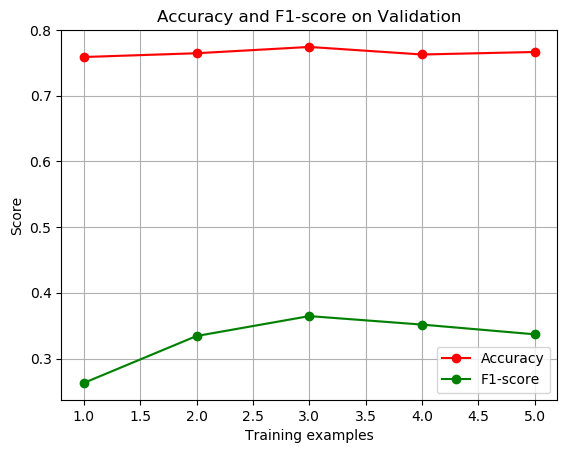 Accuracy and F1-score on Validation
0.8
0.7
0.6
0.5
0.4
0.3
Score
1.0 1.5 2.0 2.5 3.0 3.5 4.0 4.5 5.0
Training examples
Accuracy
F1-score